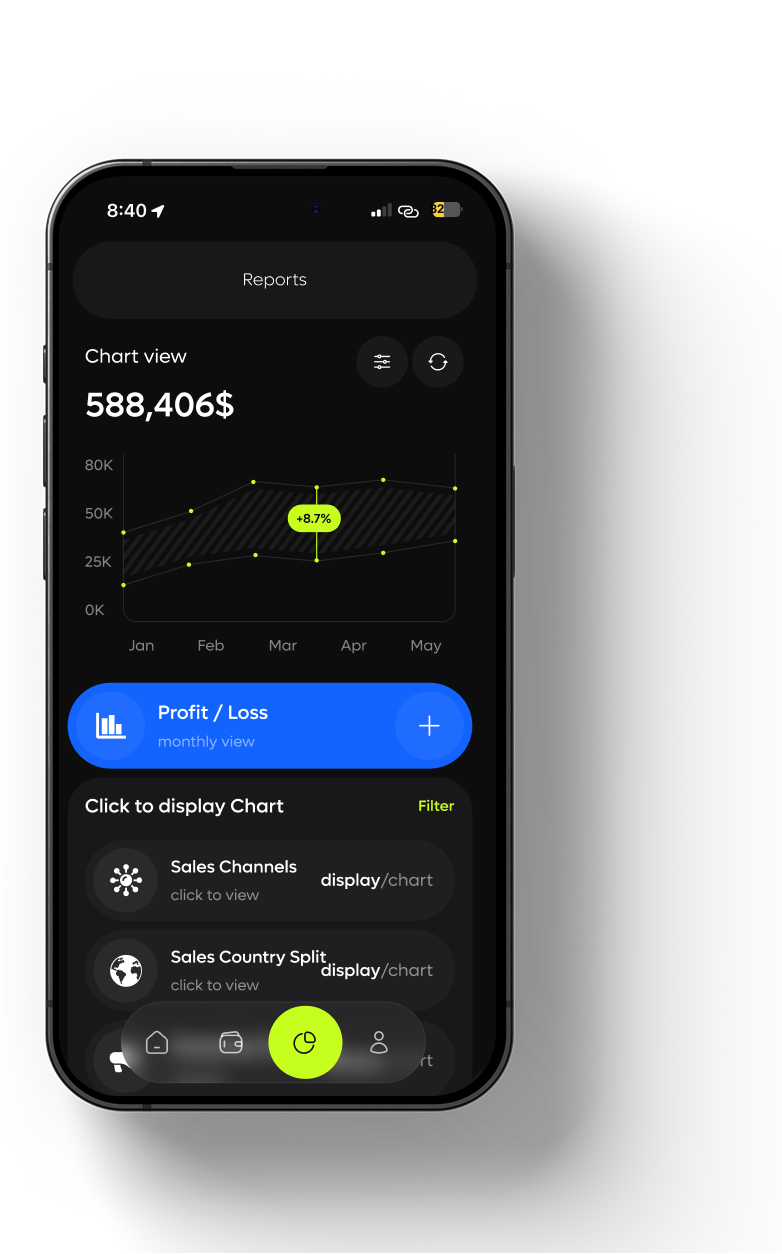 8:40
32
Reports
Chart view
588,406$
80K
50K
+8.7%
25K
0K
Jan Feb Mar Apr May
Profit / Loss
monthly view
Click to display Chart Filter
Sales Channels
click to view
display/chart
Sales Country Split
click to view
display/chart
rt